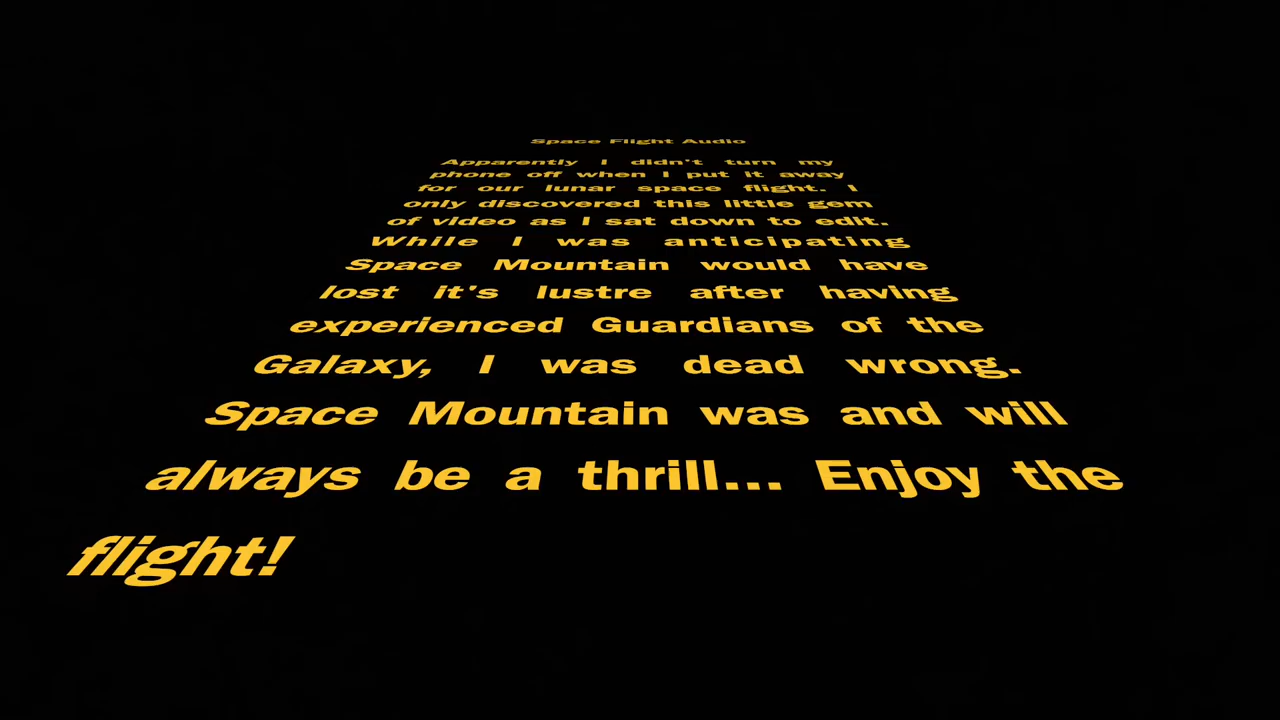 Space Flight Audio
Apparently I didn't turn my
phone off when I put it away
for our lunar space flight. I
only discovered this little gem
of video as I sat down to edit.
While I was anticipating
Space Mountain would have
lost it's lustre after having
experienced Guardians of the
Galaxy, I was dead wrong.
Space Mountain was and will
always be a thrill... Enjoy the
flight!